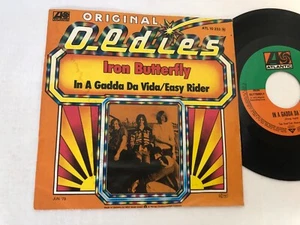 ORIGINAL
Oldies
Iron Butterfly
In A Gadda Da Vida/Easy Rider
ATLANTIC
IN A GADDA DA